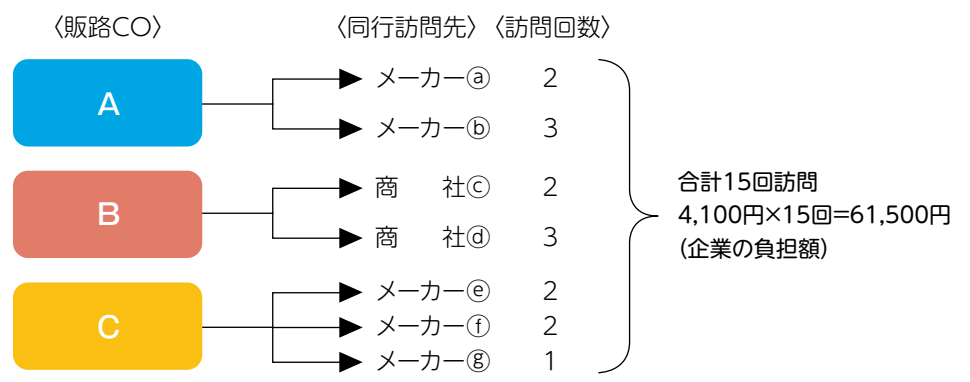 〈販路CO〉 〈同行訪問先〉 〈訪問回数〉
A
メーカーⓐ 2
メーカーⓑ 3
B
商 社ⓒ 2
商 社ⓓ 3
C
メーカーⓔ 2
メーカーⓕ 2
メーカーⓖ 1
合計15回訪問
4,100円×15回=61,500円
(企業の負担額)